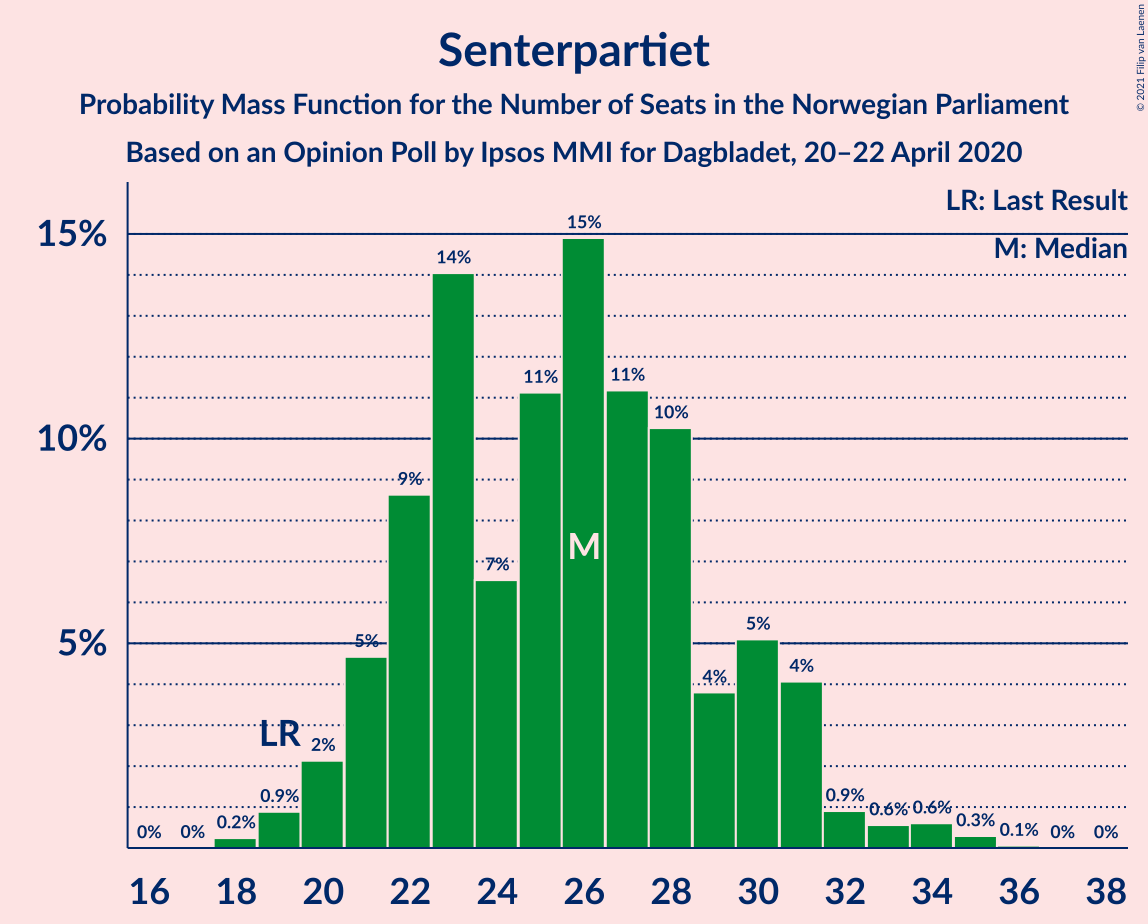 © 2021 Filip van Laenen
Senterpartiet
Probability Mass Function for the Number of Seats in the Norwegian Parliament
Based on an Opinion Poll by Ipsos MMI for Dagbladet, 20–22 April 2020
LR: Last Result
M: Median
15%
10%
5%
0%
0%
0.2%
0.9%
LR
2%
5%
9%
14%
7%
11%
15%
M
11%
10%
4%
5%
4%
0.9%
0.6%
0.6%
0.3%
0.1%
0%
0%
16 18 20 22 24 26 28 30 32 34 36 38